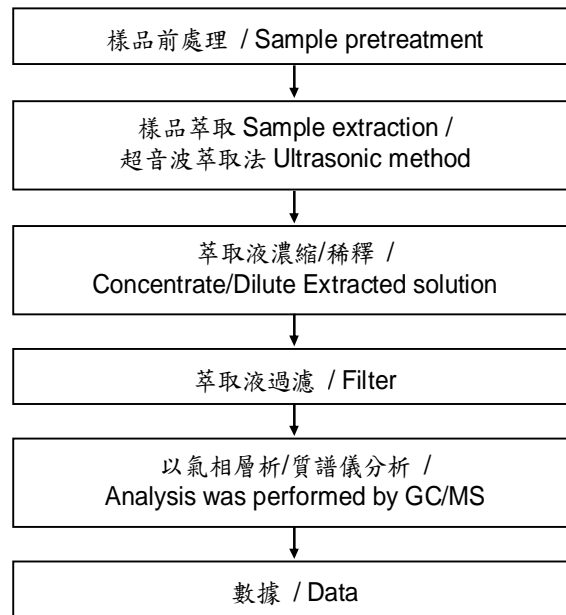 樣品前處理 / Sample pretreatment
樣品萃取 Sample extraction /
超音波萃取法 Ultrasonic method
萃取液濃縮/稀釋 /
Concentrate/Dilute Extracted solution
萃取液過濾 / Filter
以氣相層析/質譜儀分析 /
Analysis was performed by GC/MS
數據 / Data